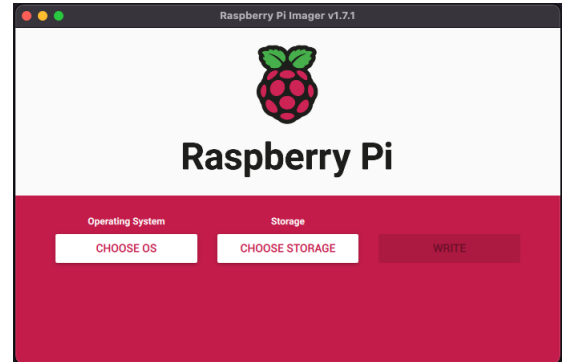 Raspberry Pi Imager v1.7.1
Raspberry Pi
Operating System
Storage
CHOOSE OS
CHOOSE STORAGE
WRITE